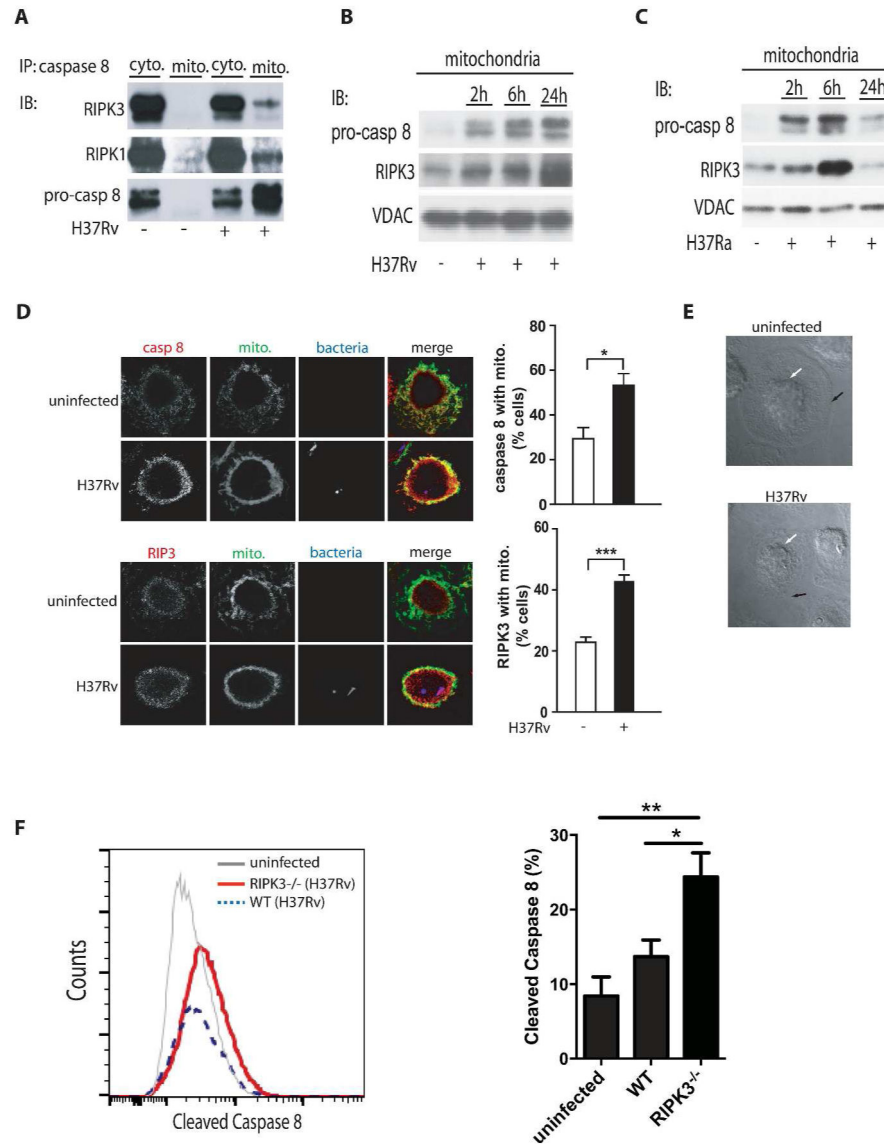 A
IP: caspase 8
cyto. mito. cyto. mito.
IB:
RIPK3
RIPK1
pro-casp 8
H37Rv - - + +
B
mitochondria
IB: 2h 6h 24h
pro-casp 8
RIPK3
VDAC
H37Rv - + + +
C
mitochondria
IB: 2h 6h 24h
pro-casp 8
RIPK3
VDAC
H37Ra - + + +
D
casp 8 mito. bacteria merge
uninfected
H37Rv
RIP3 mito. bacteria merge
uninfected
H37Rv
caspase 8 with mito.
(% cells)
80
60
40
20
0
*
RIPK3 with mito.
(% cells)
60
40
20
0
***
H37Rv - +
E
uninfected
H37Rv
F
Counts
uninfected
RIPK3-/- (H37Rv)
WT (H37Rv)
Cleaved Caspase 8
Cleaved Caspase 8 (%)
30
20
10
0
**
*
uninfected
WT
RIPK3-/-